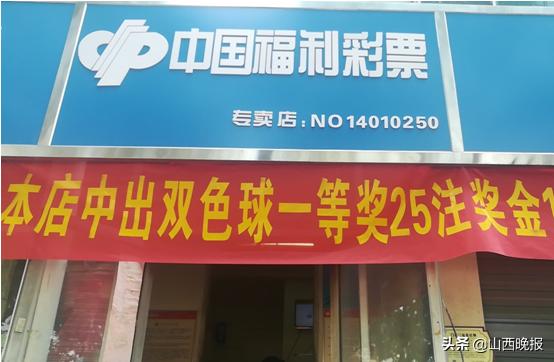 中国福利彩票
专卖店:NO14010250
本店中出双色球一等奖25注奖金1
头条 @山西晚报